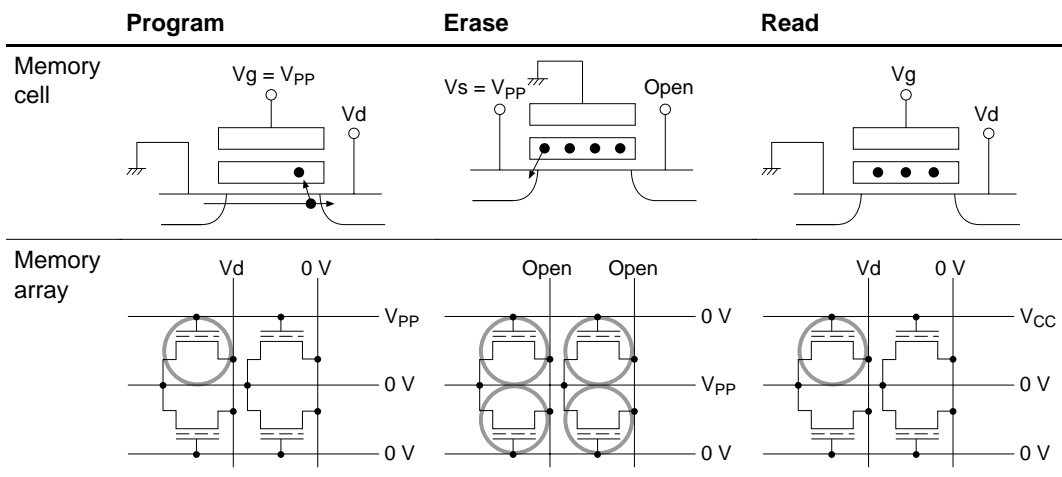 Program Erase Read
Memory
cell
Vg = VPP
Vd
Vs = VPP
Open
Vg
Vd
Memory
array
Vd 0 V
VPP
0 V
0 V
Open Open
0 V
VPP
0 V
Vd 0 V
VCC
0 V
0 V